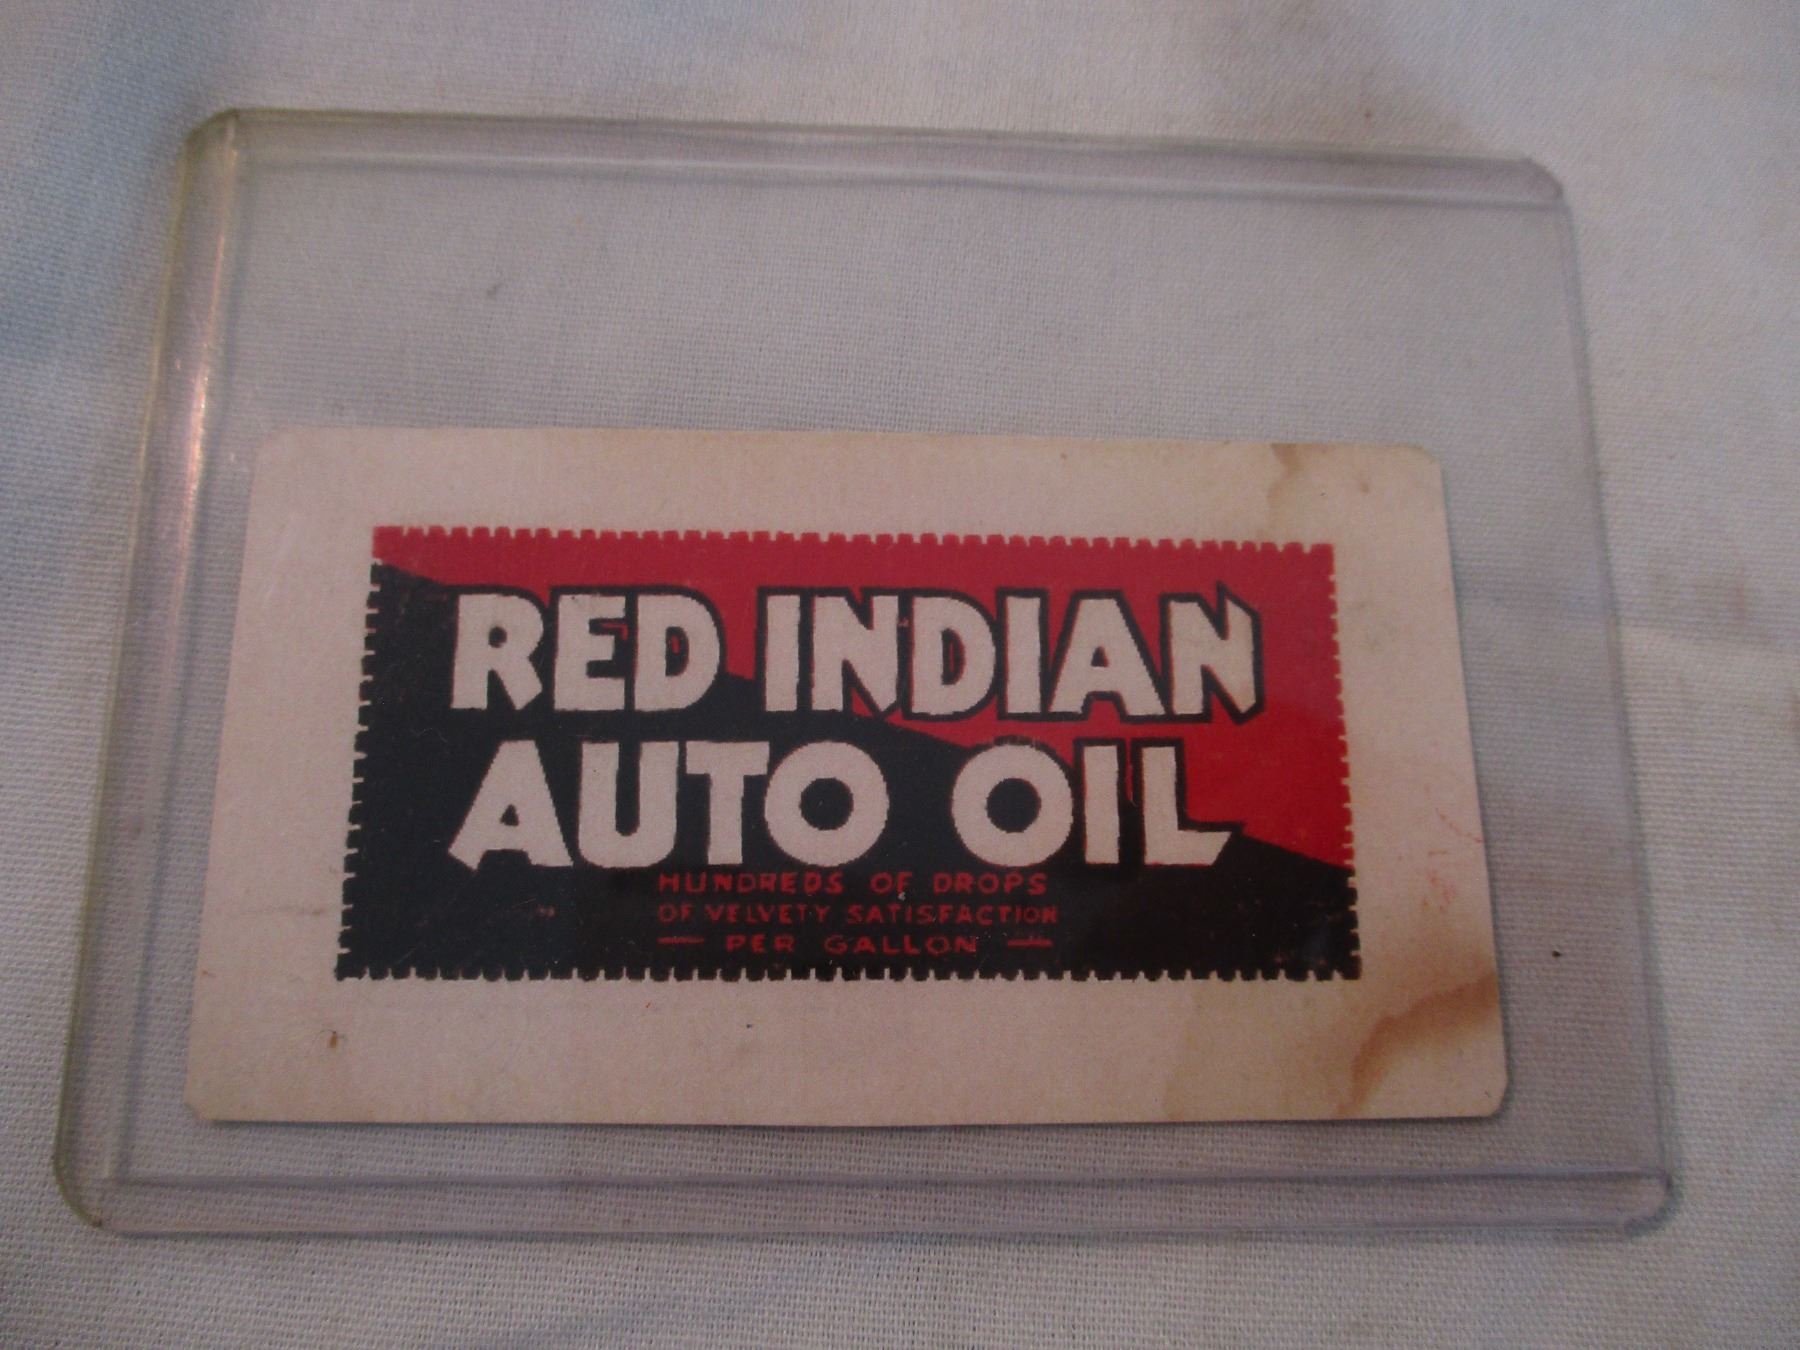 RED INDIAN
AUTO OIL
HUNDREDS OF DROPS
OF VELVETY SATISFACTION
— PER GALLON —